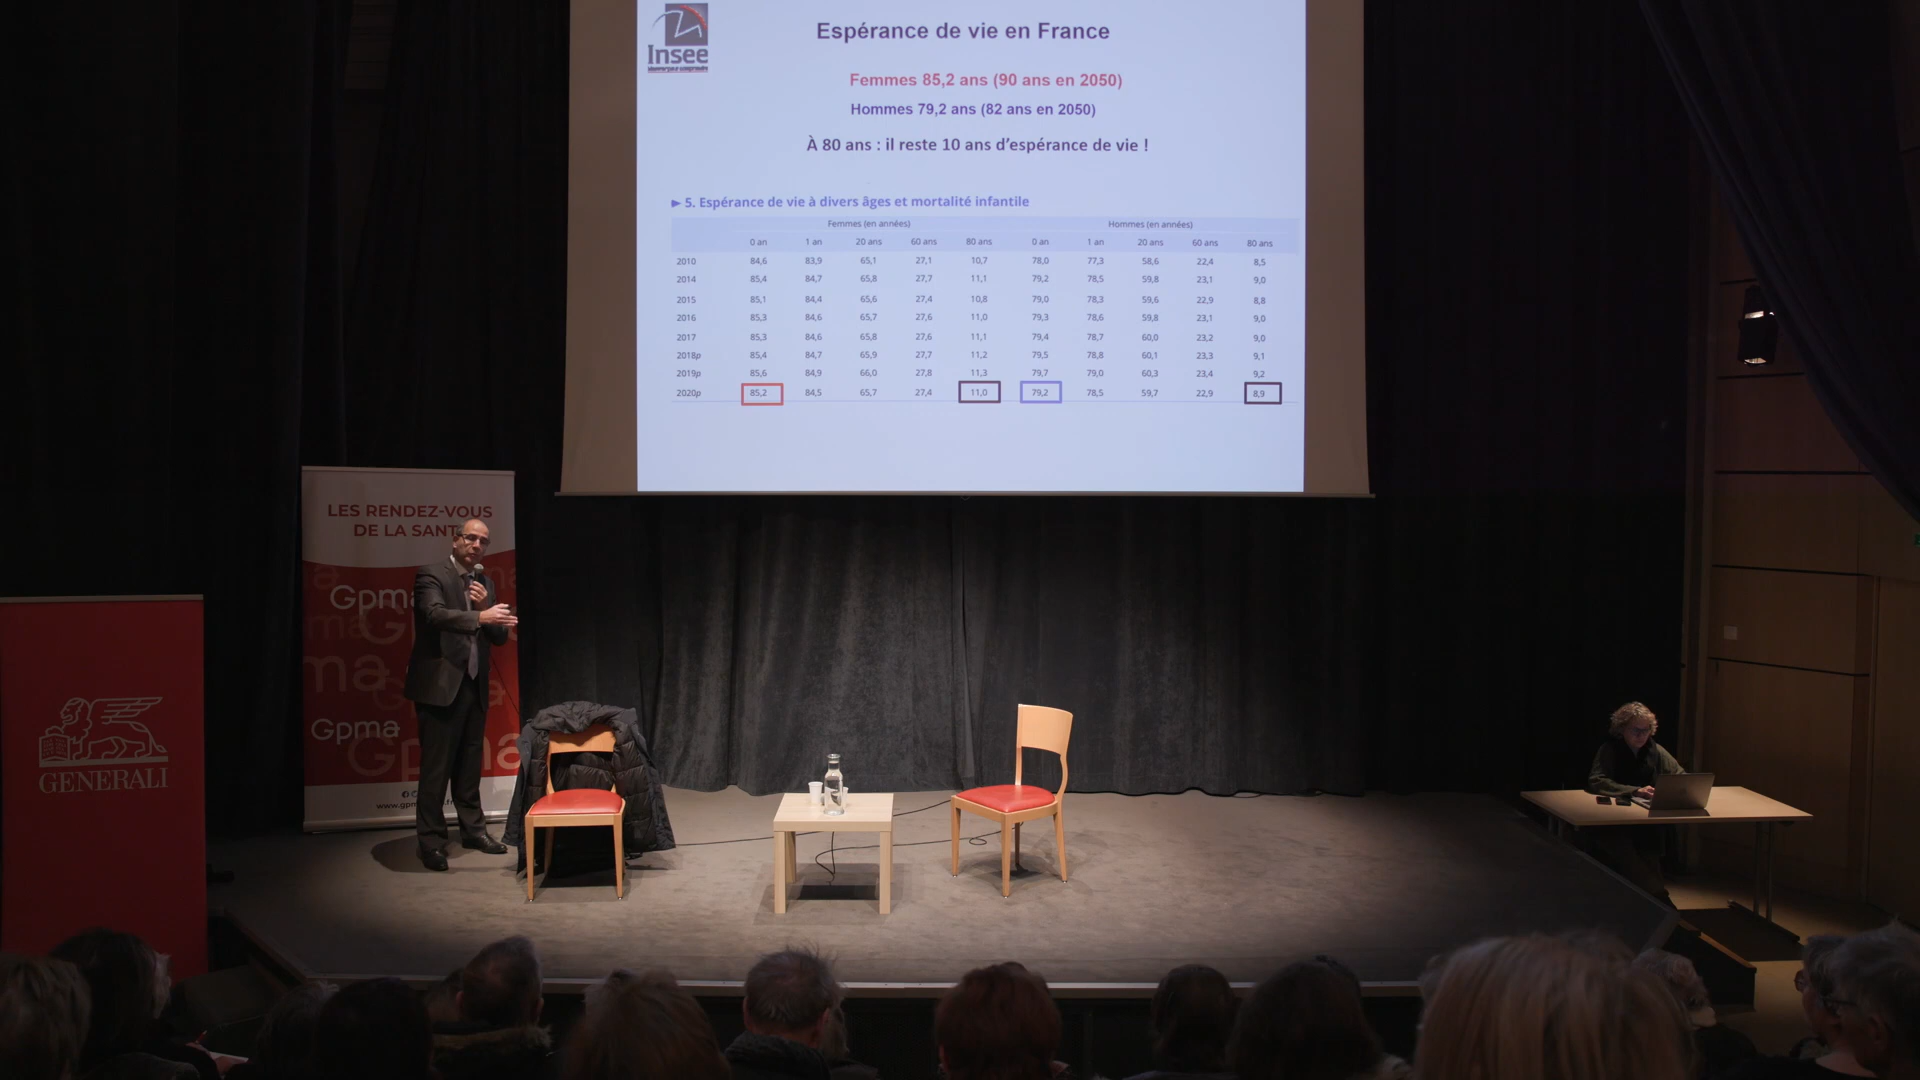 Insee
Espérance de vie en France
Femmes 85,2 ans (90 ans en 2050)
Hommes 79,2 ans (82 ans en 2050)
À 80 ans : il reste 10 ans d'espérance de vie !
► 5. Espérance de vie à divers âges et mortalité infantile
Femmes (en années) Hommes (en années)
0 an 1 an 20 ans 60 ans 80 ans 0 an 1 an 20 ans 60 ans 80 ans
2010 84,6 83,9 65,1 27,1 10,7 78,0 77,3 58,6 22,4 8,5
2014 85,4 84,7 65,8 27,7 11,1 79,2 78,5 59,8 23,1 9,0
2015 85,1 84,4 65,6 27,4 10,8 79,0 78,3 59,6 22,9 8,8
2016 85,3 84,6 65,7 27,6 11,0 79,3 78,6 59,8 23,1 9,0
2017 85,3 84,6 65,8 27,6 11,1 79,4 78,7 60,0 23,2 9,0
2018p 85,4 84,7 65,9 27,7 11,2 79,5 78,8 60,1 23,3 9,1
2019p 85,6 84,9 66,0 27,8 11,3 79,7 79,0 60,3 23,4 9,2
2020p 85,2 84,5 65,7 27,4 11,0 79,2 78,5 59,7 22,9 8,9
LES RENDEZ-VOUS
DE LA SANT
Gpma
Gpma
GENERALI